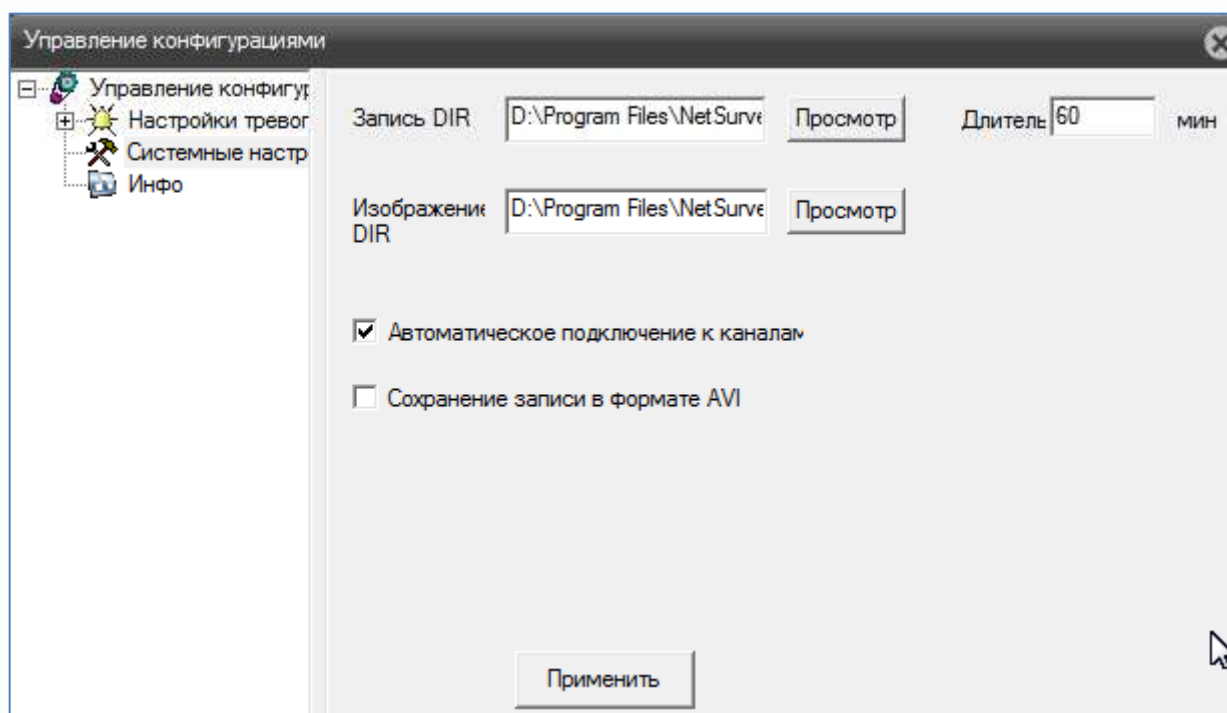 Управление конфигурациями
Управление конфигур
Настройки тревог
Системные настр
Инфо
Запись DIR D:\Program Files\NetSurve Просмотр Длитель 60 мин
Изображение DIR D:\Program Files\NetSurve Просмотр
Автоматическое подключение к каналам
Сохранение записи в формате AVI
Применить